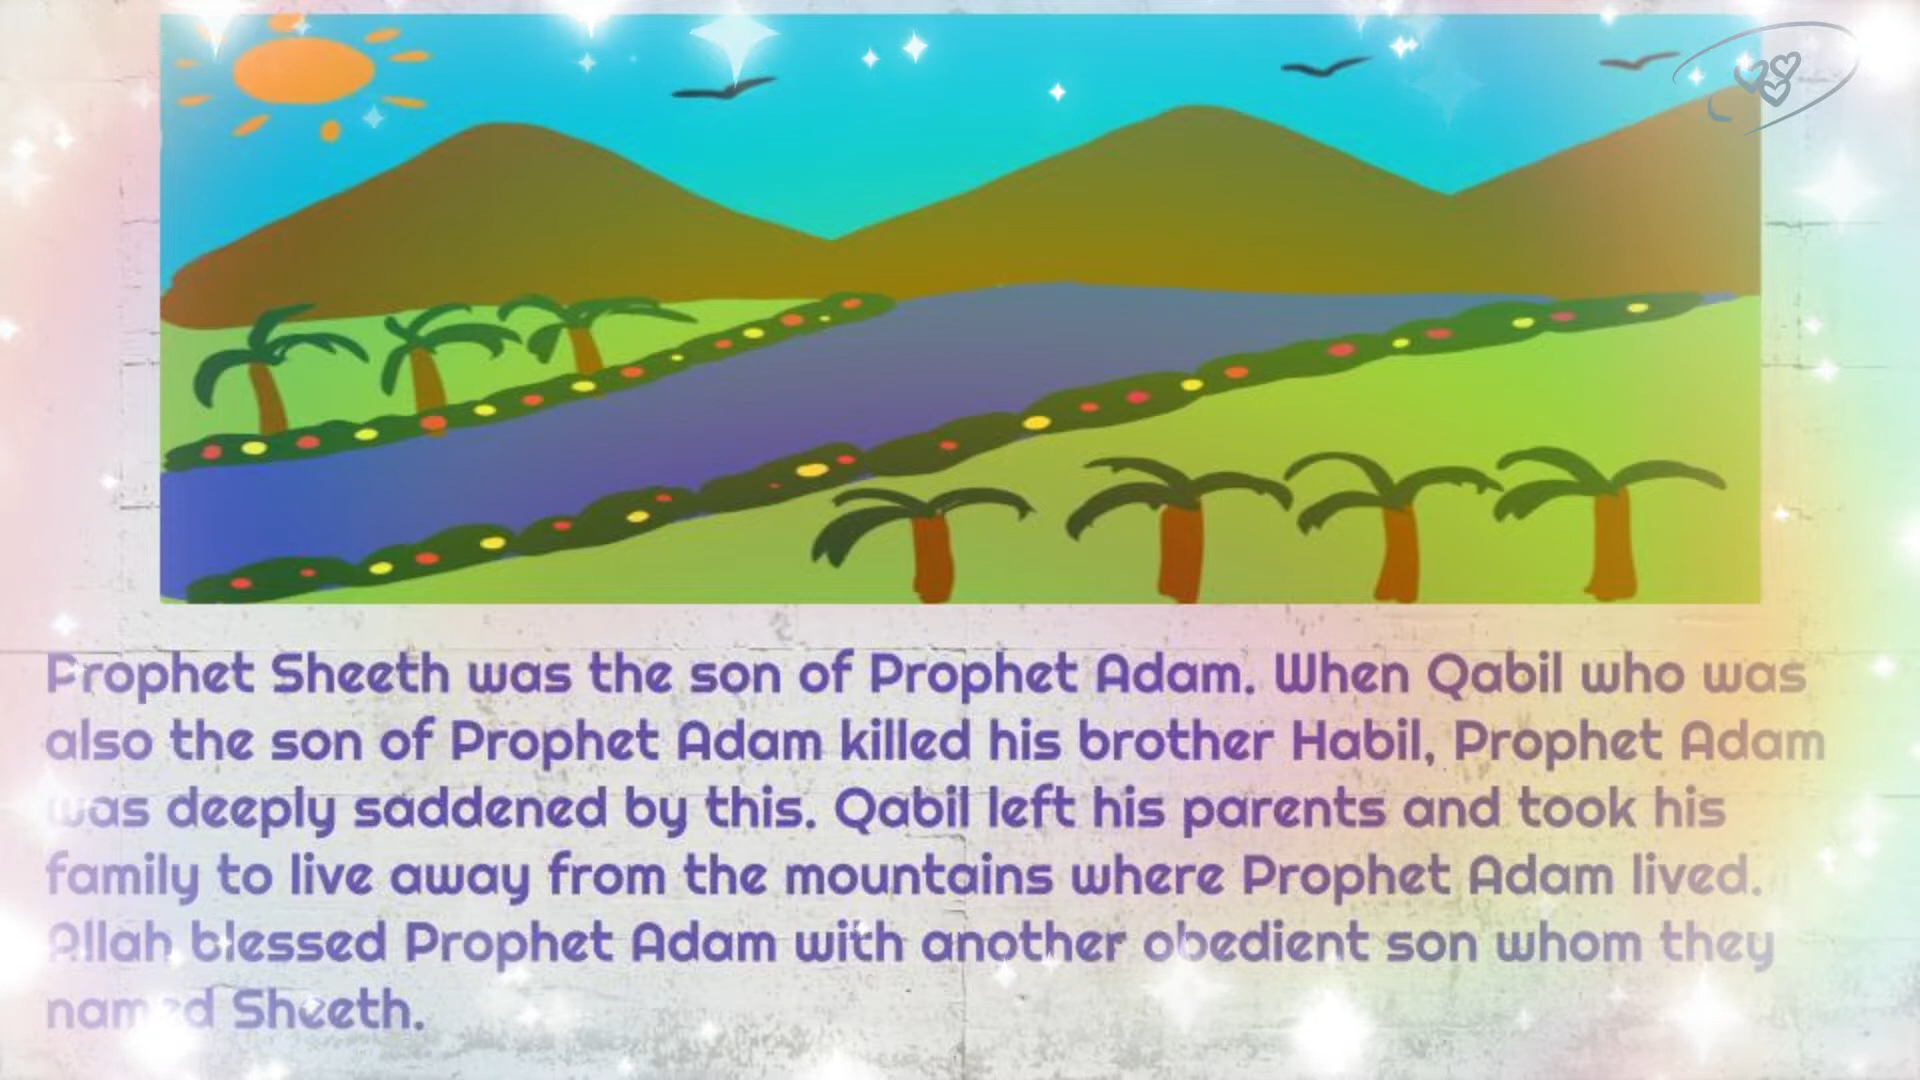 Prophet Sheeth was the son of Prophet Adam. When Qabil who was
also the son of Prophet Adam killed his brother Habil, Prophet Adam
was deeply saddened by this. Qabil left his parents and took his
family to live away from the mountains where Prophet Adam lived.
Allah blessed Prophet Adam with another obedient son whom they
named Sheeth.